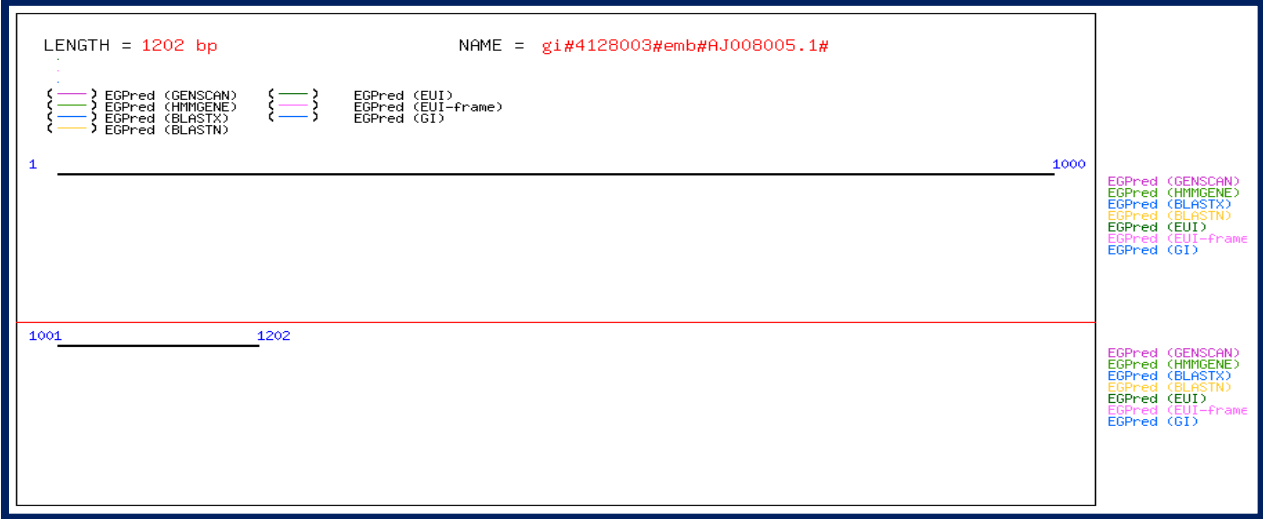 LENGTH = 1202 bp NAME = gi#4128003#emb#AJ008005.1#
EGPred (GENSCAN) EGPred (EUI)
EGPred (HMMGENE) EGPred (EUI-frame)
EGPred (BLASTX) EGPred (GI)
EGPred (BLASTN)
1 1000
EGPred (GENSCAN)
EGPred (HMMGENE)
EGPred (BLASTX)
EGPred (BLASTN)
EGPred (EUI)
EGPred (EUI-frame
EGPred (GI)
1001 1202
EGPred (GENSCAN)
EGPred (HMMGENE)
EGPred (BLASTX)
EGPred (BLASTN)
EGPred (EUI)
EGPred (EUI-frame
EGPred (GI)